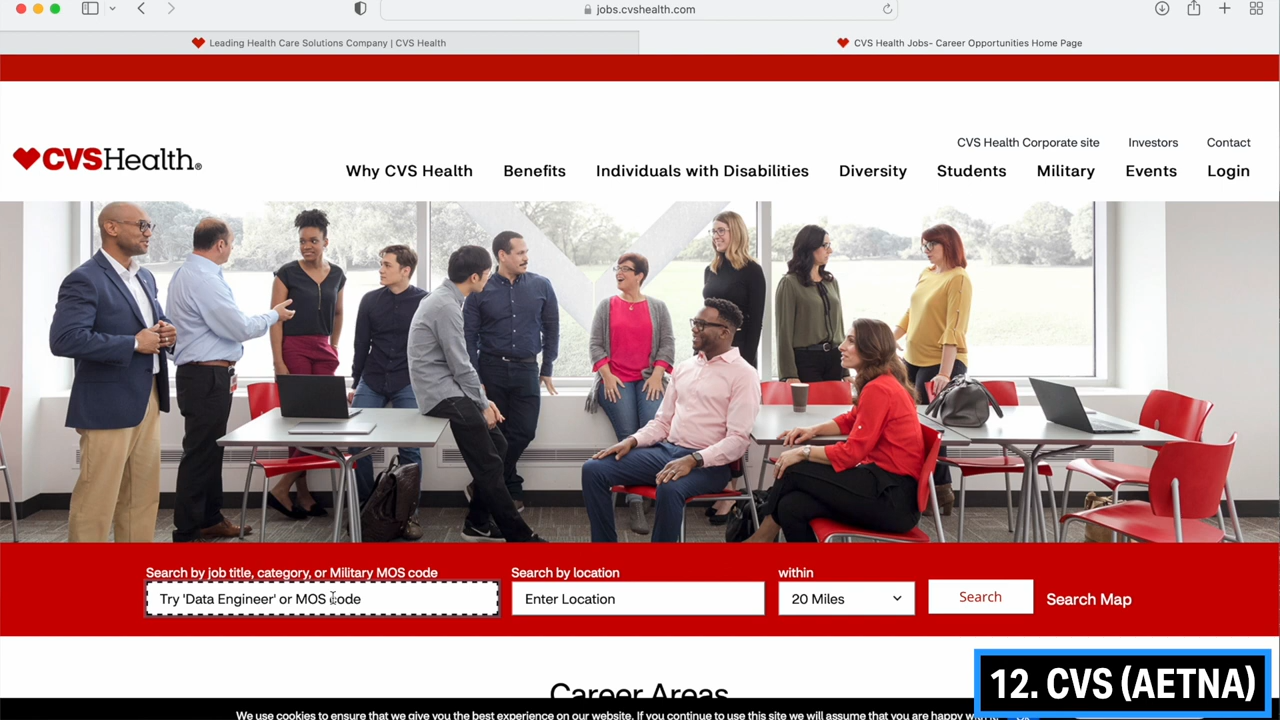 jobs.cvshealth.com
Leading Health Care Solutions Company | CVS Health
CVS Health Jobs- Career Opportunities Home Page
CVS Health Corporate site
Investors
Contact
CVSHealth®
Why CVS Health
Benefits
Individuals with Disabilities
Diversity
Students
Military
Events
Login
Search by job title, category, or Military MOS code
Search by location
within
Try 'Data Engineer' or MOS code
Enter Location
20 Miles
Search
Search Map
Career Areas
12. CVS (AETNA)
We use cookies to ensure that we give you the best experience on our website. If you continue to use this site we will assume that you are happy